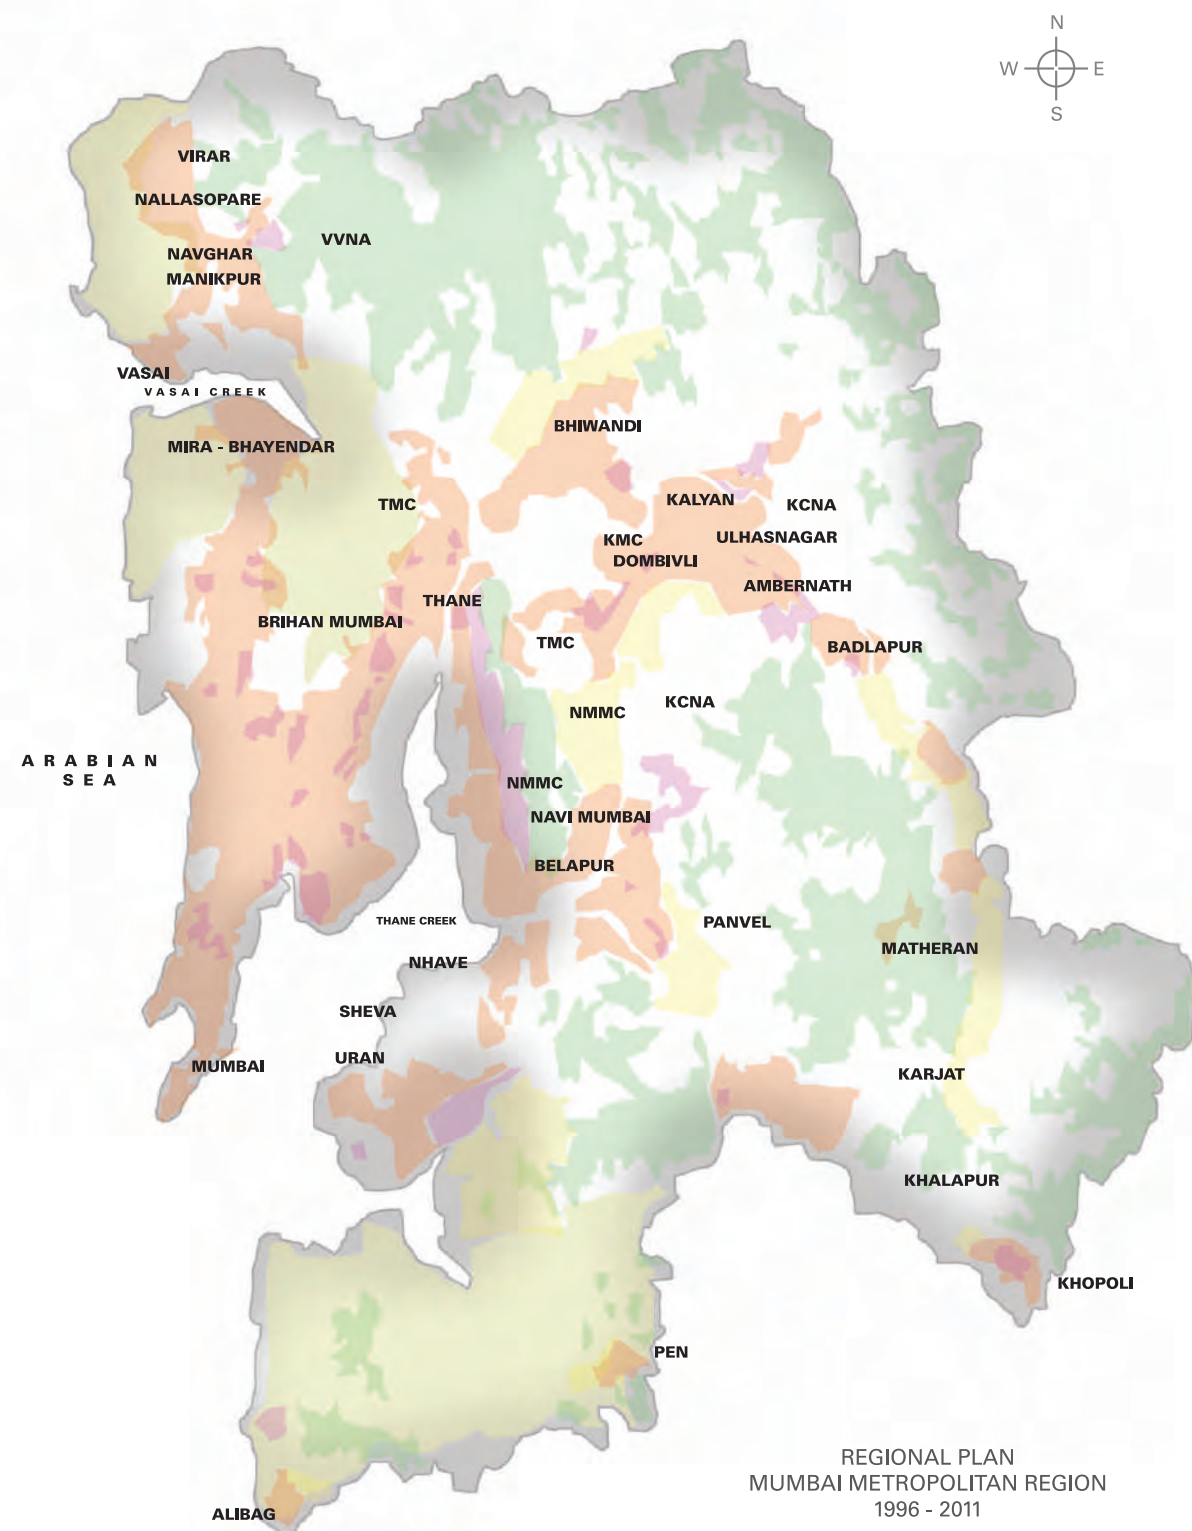 N
W E
S
VIRAR
NALLASOPARE
VVNA
NAVGHAR
MANIKPUR
VASAI
VASAI CREEK
BHIWANDI
MIRA - BHAYENDAR
TMC
KALYAN
KCNA
KMC
ULHASNAGAR
DOMBIVLI
AMBERNATH
THANE
BRIHAN MUMBAI
TMC
BADLAPUR
KCNA
NMMC
ARABIAN
SEA
NMMC
NAVI MUMBAI
BELAPUR
THANE CREEK
PANVEL
MATHERAN
NHAVE
SHEVA
URAN
MUMBAI
KARJAT
KHALAPUR
KHOPOLI
PEN
REGIONAL PLAN
MUMBAI METROPOLITAN REGION
1996 - 2011
ALIBAG